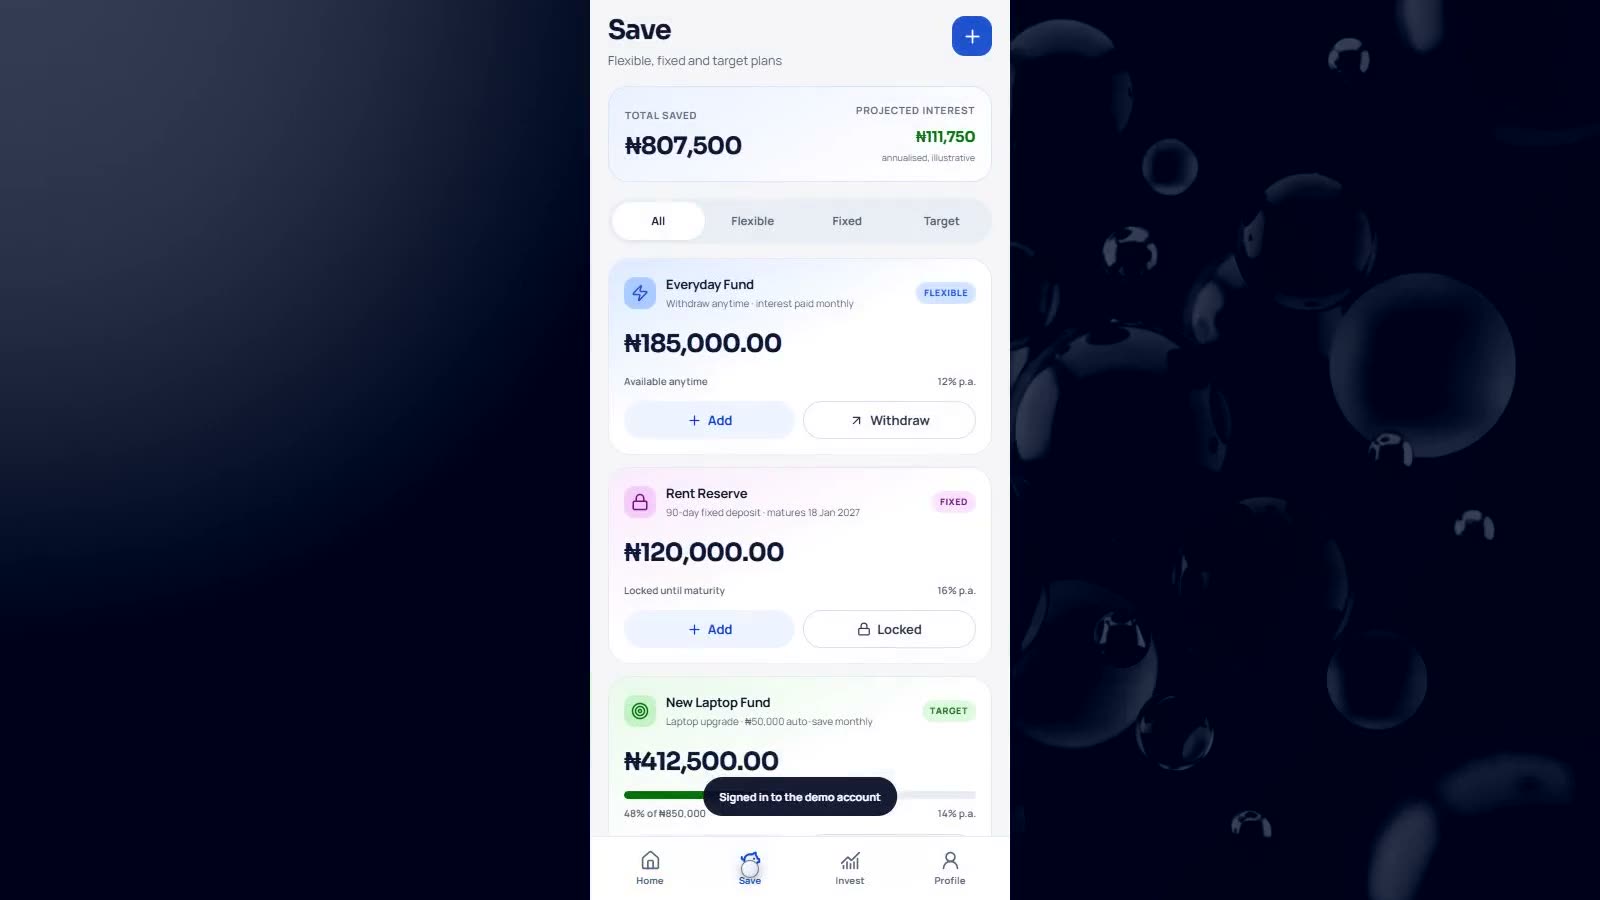 Save
Flexible, fixed and target plans
TOTAL SAVED
₦807,500
PROJECTED INTEREST
₦111,750
annualised, illustrative
All
Flexible
Fixed
Target
Everyday Fund
Withdraw anytime · interest paid monthly
FLEXIBLE
₦185,000.00
Available anytime
12% p.a.
Add
Withdraw
Rent Reserve
90-day fixed deposit · matures 18 Jan 2027
FIXED
₦120,000.00
Locked until maturity
16% p.a.
Add
Locked
New Laptop Fund
Laptop upgrade · ₦50,000 auto-save monthly
TARGET
₦412,500.00
Signed in to the demo account
48% of ₦850,000
14% p.a.
Home
Save
Invest
Profile